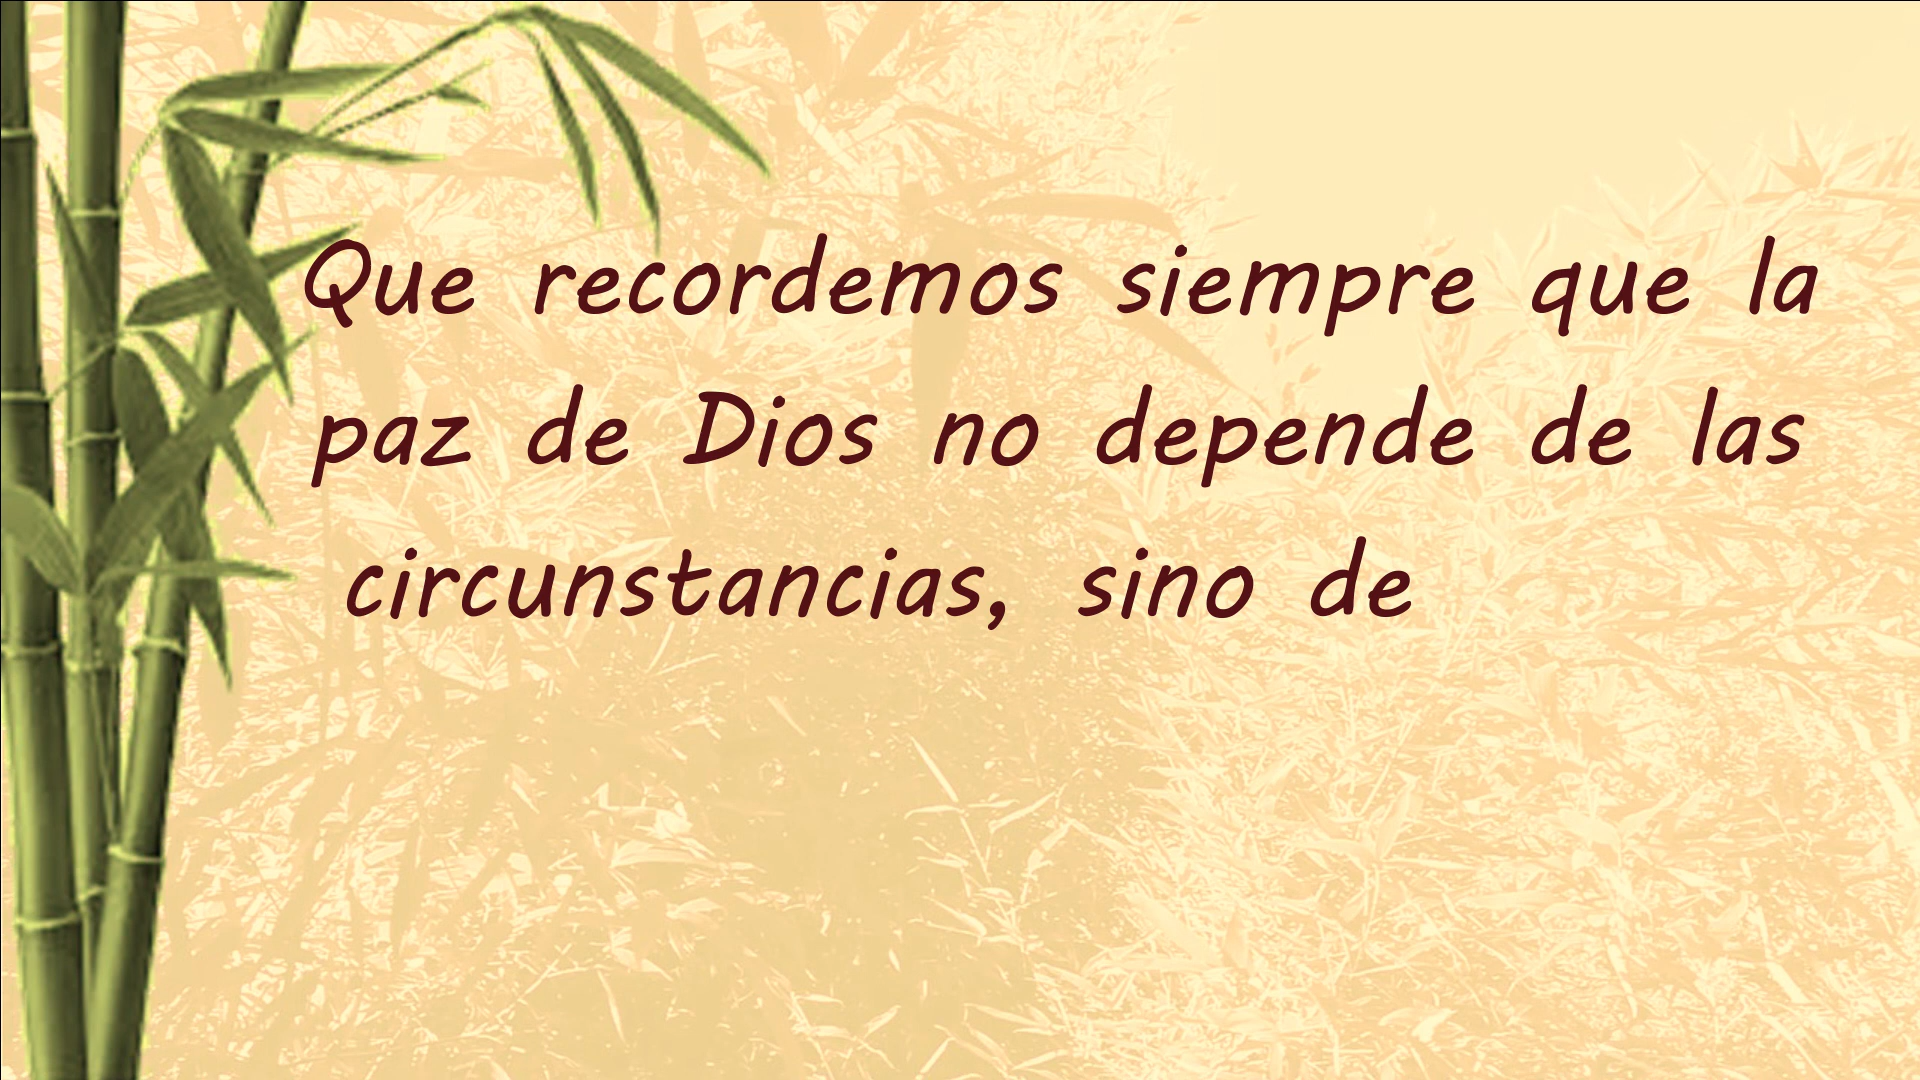 Que recordemos siempre que la
paz de Dios no depende de las
circunstancias, sino de